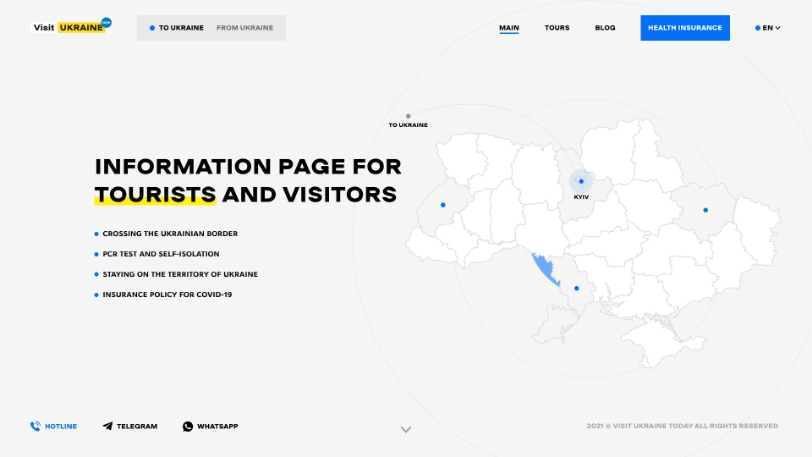 Visit UKRAINE now
TO UKRAINE FROM UKRAINE
MAIN TOURS BLOG HEALTH INSURANCE EN
TO UKRAINE
INFORMATION PAGE FOR
TOURISTS AND VISITORS
KYIV
CROSSING THE UKRAINIAN BORDER
PCR TEST AND SELF-ISOLATION
STAYING ON THE TERRITORY OF UKRAINE
INSURANCE POLICY FOR COVID-19
HOTLINE TELEGRAM WHATSAPP
2021 © VISIT UKRAINE TODAY ALL RIGHTS RESERVED